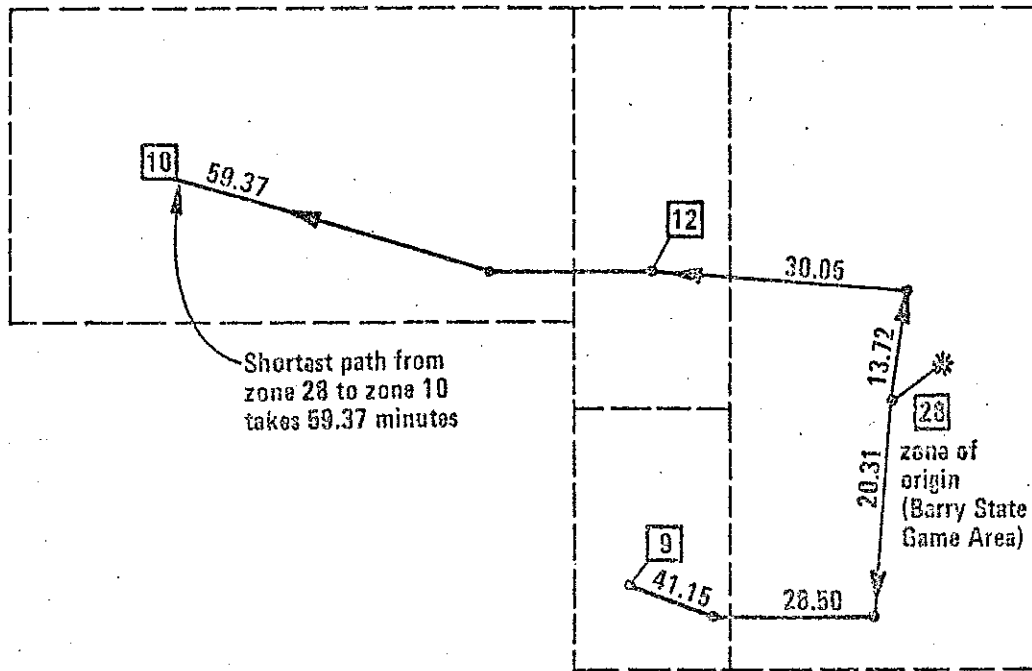 10
59.37
12
30.05
Shortest path from
zone 28 to zone 10
takes 59.37 minutes
13.72
28
zone of
origin
(Barry State
Game Area)
20.31
9
41.15
28.50